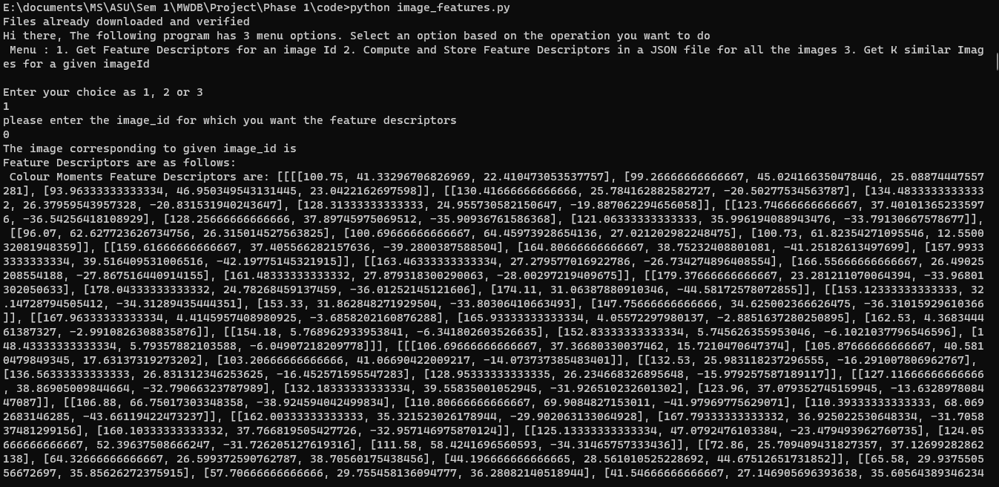 E:\documents\MS\ASU\Sem 1\MWDB\Project\Phase 1\code>python image_features.py
Files already downloaded and verified
Hi there, The following program has 3 menu options. Select an option based on the operation you want to do
 Menu : 1. Get Feature Descriptors for an image Id 2. Compute and Store Feature Descriptors in a JSON file for all the images 3. Get K similar Imag
es for a given imageId
Enter your choice as 1, 2 or 3
1
please enter the image_id for which you want the feature descriptors
0
The image corresponding to given image_id is
Feature Descriptors are as follows:
 Colour Moments Feature Descriptors are: [[[[100.75, 41.33296706826969, 22.410473053537757], [99.26666666666667, 45.024166350478446, 25.08874447557
281], [93.96333333333334, 46.950349543131445, 23.0422162697598]], [[130.41666666666666, 25.784162882582727, -20.50277534563787], [134.4833333333333
2, 26.37959543957328, -20.831531940243647], [128.31333333333333, 24.955730582150647, -19.887062294656058]], [[123.74666666666667, 37.40101365233597
6, -36.54256418108929], [128.25666666666666, 37.89745975069512, -35.90936761586368], [121.06333333333333, 35.996194088943476, -33.79130667578677]],
 [[96.07, 62.627723626734756, 26.315014527563825], [100.69666666666667, 64.45973928654136, 27.021202982248475], [100.73, 61.82354271095546, 12.5500
32081948359]], [[159.61666666666667, 37.405566282157636, -39.2800387588504], [164.80666666666667, 38.75232408801081, -41.25182613497699], [157.9933
3333333334, 39.516409531006516, -42.19775145321915]], [[163.46333333333334, 27.279577016922786, -26.734274896408554], [166.55666666666667, 26.49025
208554188, -27.867516440914155], [161.48333333333332, 27.879318300290063, -28.00297219409675]], [[179.37666666666667, 23.281211070064394, -33.96801
302050633], [178.04333333333332, 24.78268459137459, -36.01252145121606], [174.11, 31.06387880910346, -44.58172578072855]], [[153.12333333333333, 32
.14728794505412, -34.31289435444351], [153.33, 31.862848271929504, -33.80306410663493], [147.75666666666666, 34.625002366626475, -36.31015929610366
]], [[167.96333333333334, 4.4145957408980925, -3.6858202160876288], [165.93333333333334, 4.05572297980137, -2.8851637280250895], [162.53, 4.3683444
61387327, -2.9910826308835876]], [[154.18, 5.768962933953841, -6.341802603526635], [152.83333333333334, 5.745626355953046, -6.1021037796546596], [1
48.43333333333334, 5.79357882103588, -6.04907218209778]]], [[[106.69666666666667, 37.36680330037462, 15.7210470647374], [105.87666666666667, 40.581
0479849345, 17.63137319273202], [103.20666666666666, 41.06690422009217, -14.073737385483401]], [[132.53, 25.983118237296555, -16.291007806962767],
[136.56333333333333, 26.831312346253625, -16.452571595547283], [128.95333333333335, 26.234668326895648, -15.979257587189117]], [[127.11666666666666
, 38.86905009844664, -32.79066323787989], [132.18333333333334, 39.55835001052945, -31.926510232601302], [123.96, 37.079352745159945, -13.6328978084
47087]], [[106.88, 66.75017303348358, -38.924594042499834], [110.80666666666667, 69.9084827153011, -41.97969775629071], [110.39333333333333, 68.069
2683146285, -43.66119422473237]], [[162.0033333333333, 35.321523026178944, -29.902063133064928], [167.79333333333332, 36.925022530648334, -31.7058
37481299156], [160.10333333333332, 37.766819505427726, -32.957146975870124]], [[125.13333333333334, 47.0792476103384, -23.479493962760735], [124.05
666666666667, 52.39637508666247, -31.726205127619316], [111.58, 58.4241696560593, -34.31465757333436]], [[72.86, 25.709409431827357, 37.12699282862
138], [64.32666666666667, 26.599372590762787, 38.70560175438456], [44.196666666666665, 28.561010525228692, 44.67512651731852]], [[65.58, 29.9375505
56672697, 35.85626272375915], [57.70666666666666, 29.755458136094777, 36.28082140518944], [41.54666666666667, 27.146905696393638, 35.60564389346234